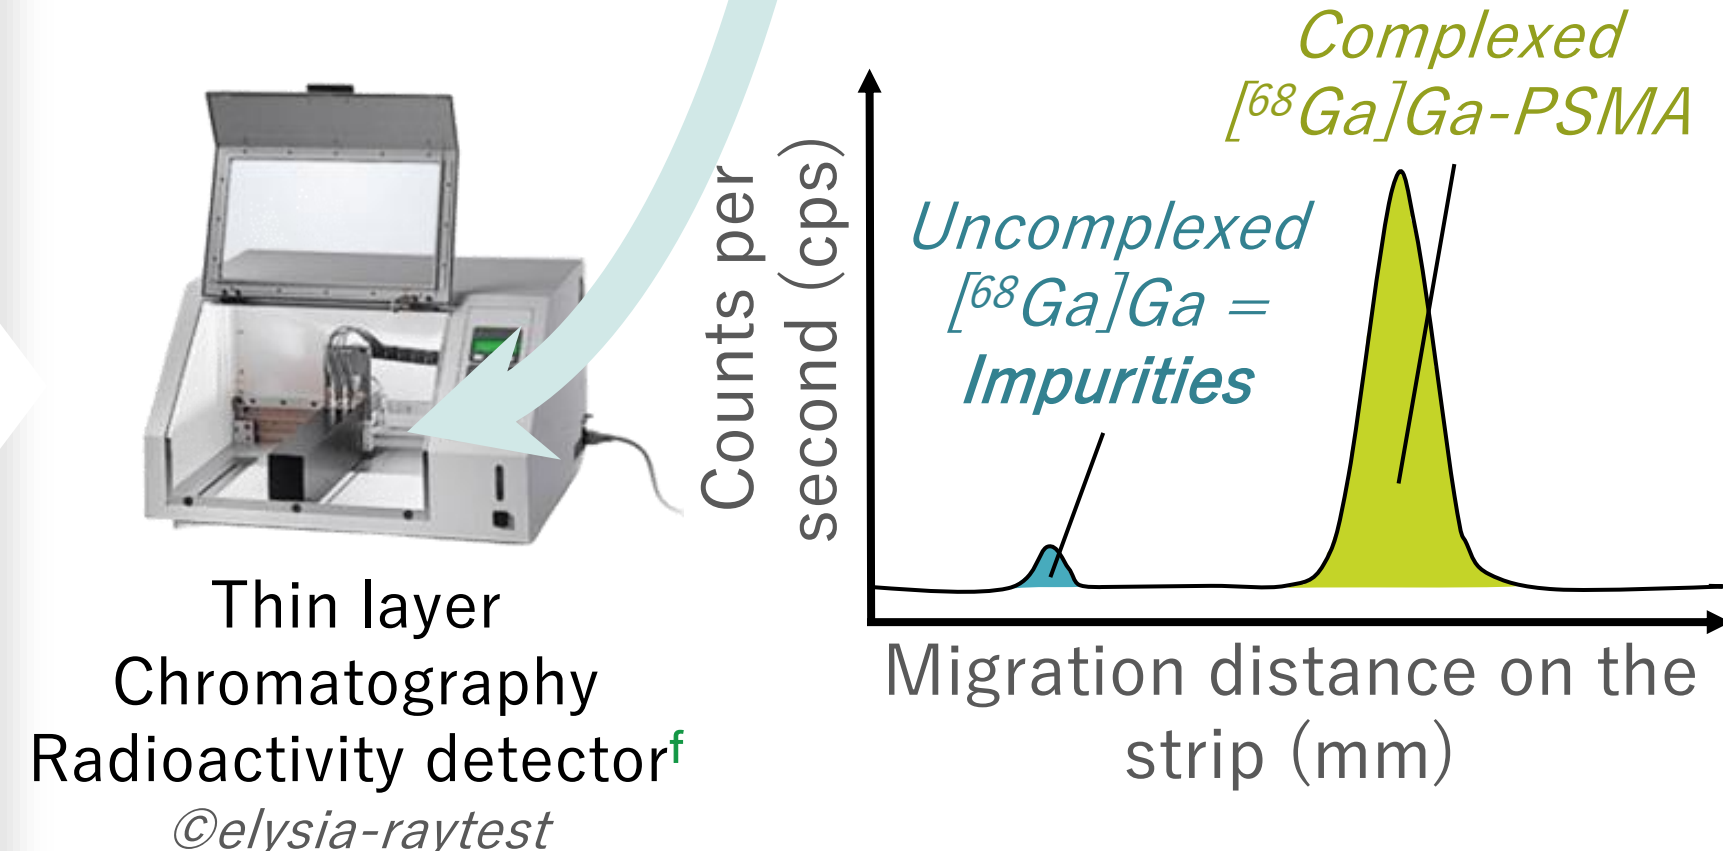 Complexed
[⁶⁸Ga]Ga-PSMA
Uncomplexed
[⁶⁸Ga]Ga =
Impurities
Counts per
second (cps)
Migration distance on the
strip (mm)
Thin layer
Chromatography
Radioactivity detectorᶠ
©elysia-raytest